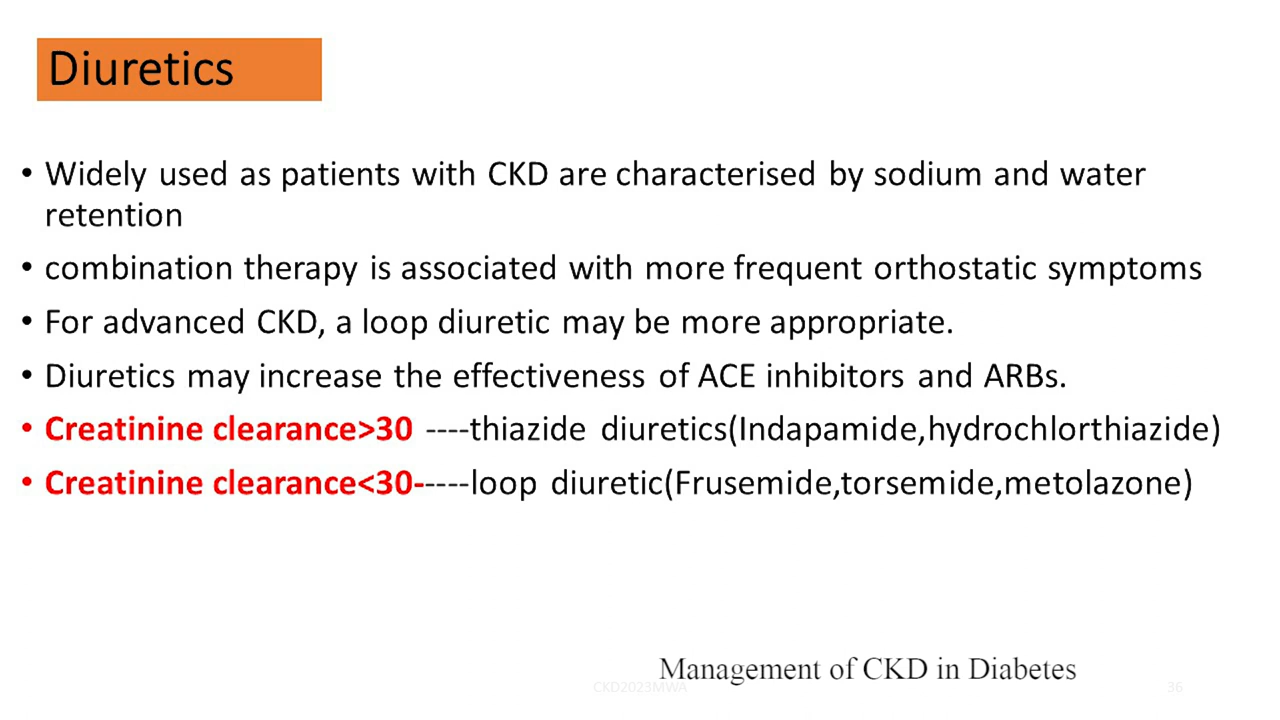 Diuretics
• Widely used as patients with CKD are characterised by sodium and water
retention
• combination therapy is associated with more frequent orthostatic symptoms
• For advanced CKD, a loop diuretic may be more appropriate.
• Diuretics may increase the effectiveness of ACE inhibitors and ARBs.
• Creatinine clearance>30 ----thiazide diuretics(Indapamide,hydrochlorthiazide)
• Creatinine clearance<30-----loop diuretic(Frusemide,torsemide,metolazone)
Management of CKD in Diabetes
CKD2023MWA
36